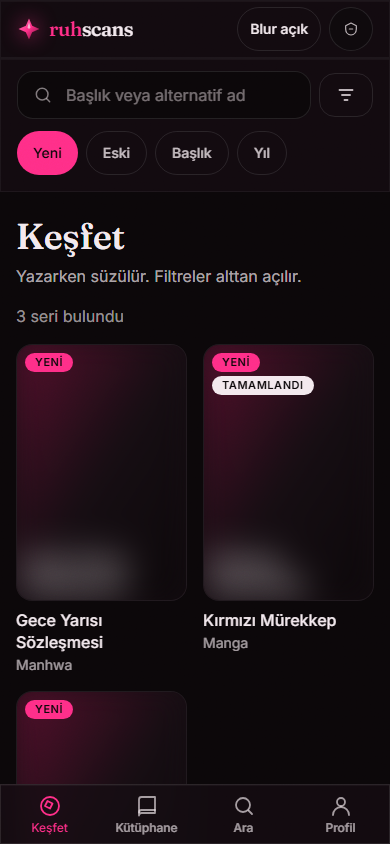 ruhscans
Blur açık
Başlık veya alternatif ad
Yeni
Eski
Başlık
Yıl
Keşfet
Yazarken süzülür. Filtreler alttan açılır.
3 seri bulundu
YENİ
YENİ
TAMAMLANDI
Gece Yarısı
Sözleşmesi
Manhwa
Kırmızı Mürekkep
Manga
YENİ
Keşfet
Kütüphane
Ara
Profil